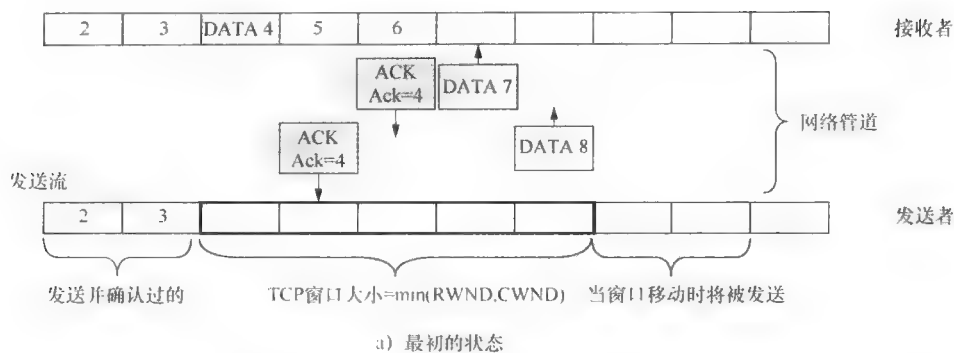 2 3 DATA 4 5 6 接收者
ACK
Ack=4
DATA 7
网络管道
ACK
Ack=4
DATA 8
发送流
2 3 发送者
发送并确认过的 TCP窗口大小=min(RWND,CWND) 当窗口移动时将被发送
a) 最初的状态